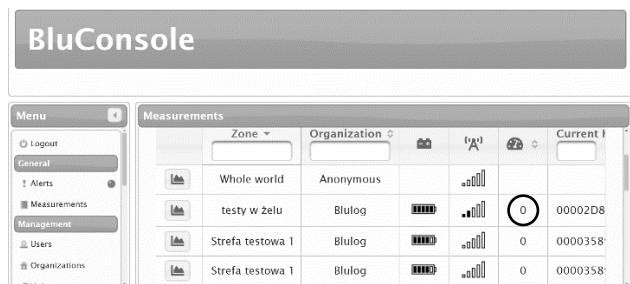 BluConsole
Menu
Logout
General
Alerts
Measurements
Management
Users
Organizations
Measurements
Zone Organization Current
Whole world Anonymous
testy w żelu Blulog 0 00002D8
Strefa testowa 1 Blulog 0 0000358
Strefa testowa 1 Blulog 0 0000358